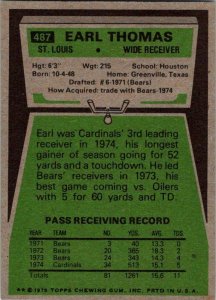 487 EARL THOMAS
ST. LOUIS • WIDE RECEIVER
Hgt: 6'3" Wgt: 215 School: Houston
Born: 10-4-48 Home: Greenville, Texas
Drafted: #6-1971 (Bears)
How Acquired: trade with Bears-1974
Earl was Cardinals' 3rd leading
receiver in 1974, his longest
gainer of season going for 52
yards and a touchdown. He led
Bears' receivers in 1973, his
best game coming vs. Oilers
with 5 for 60 yards and TD.
PASS RECEIVING RECORD
YEAR TEAM NO. YDS. AVG. TD
1971 Bears 3 40 13.3 0
1972 Bears 20 365 18.3 2
1973 Bears 24 343 14.3 4
1974 Cardinals 34 513 15.1 5
Totals 81 1261 15.6 11
© 1975 TOPPS CHEWING GUM, INC. PRTD. IN U.S.A.